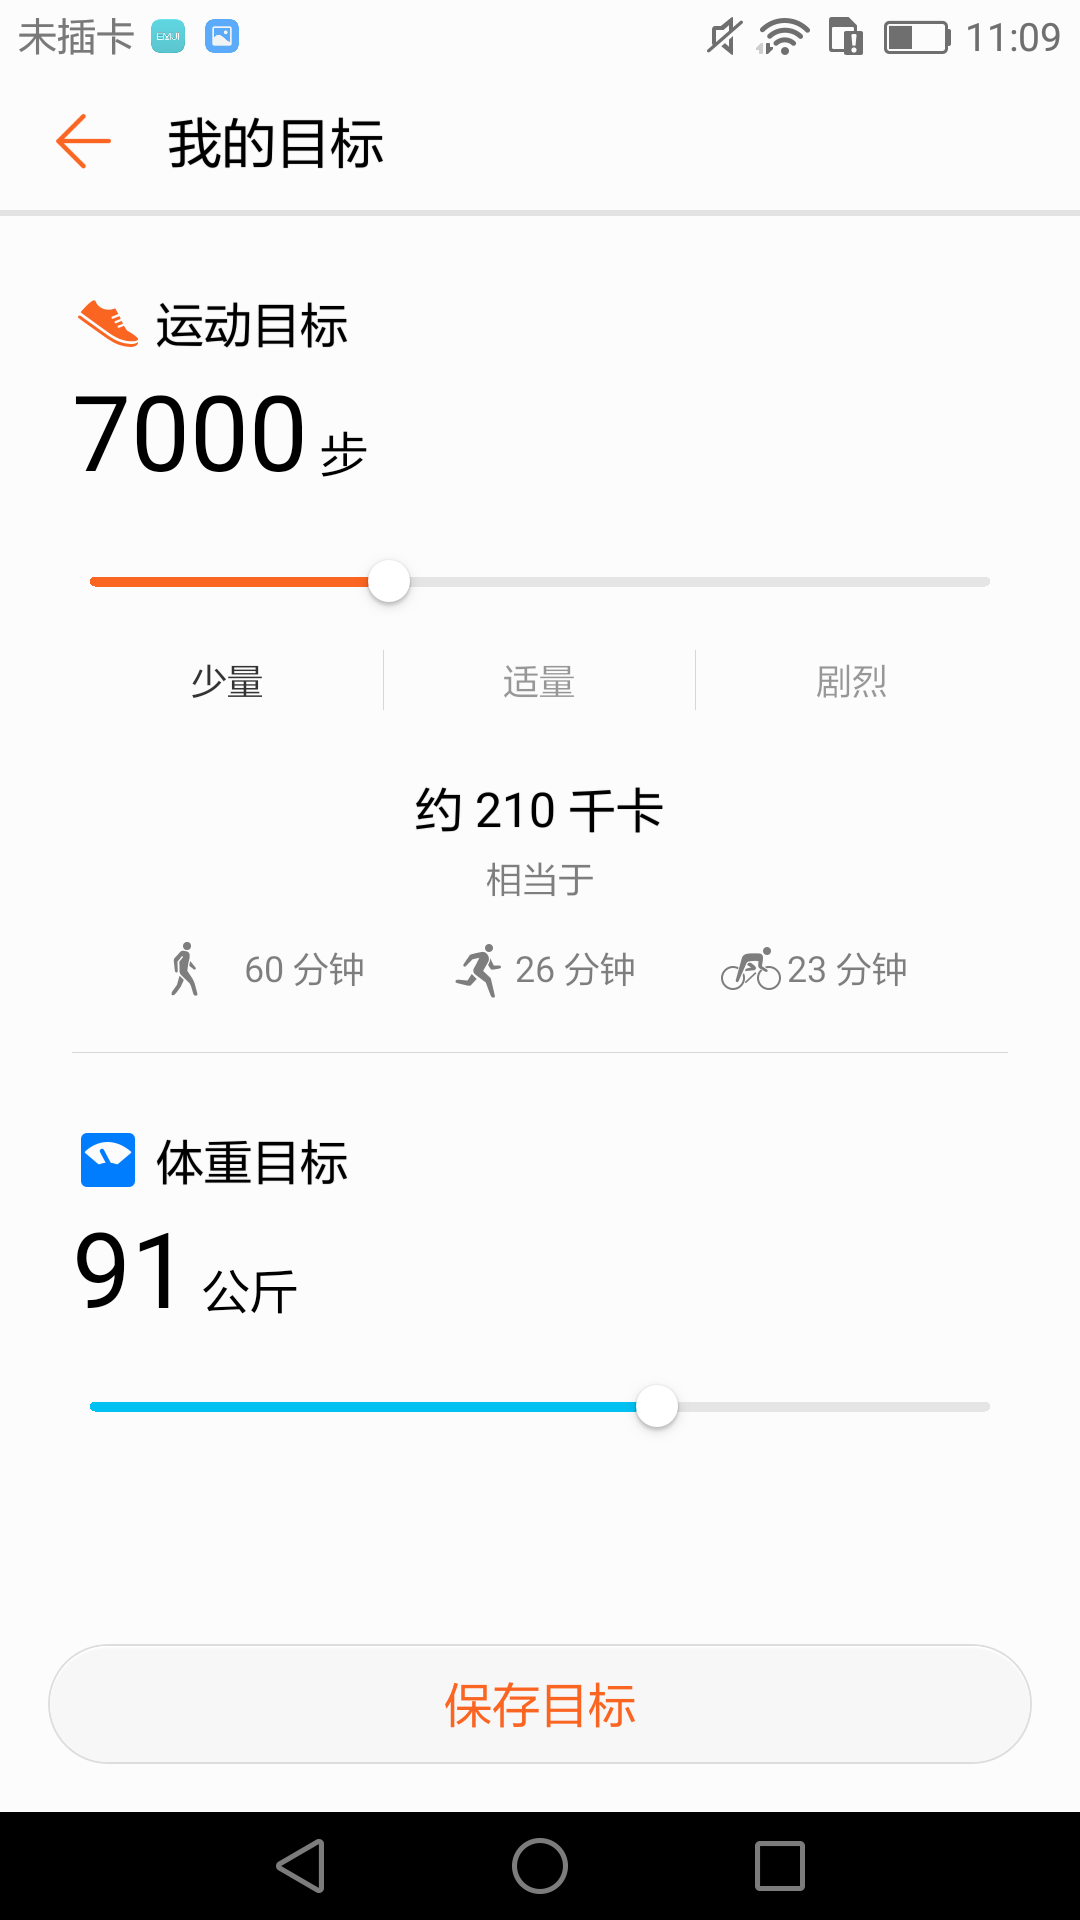 未插卡 EMUI 11:09
我的目标
运动目标
7000 步
少量 适量 剧烈
约 210 千卡
相当于
60 分钟 26 分钟 23 分钟
体重目标
91 公斤
保存目标